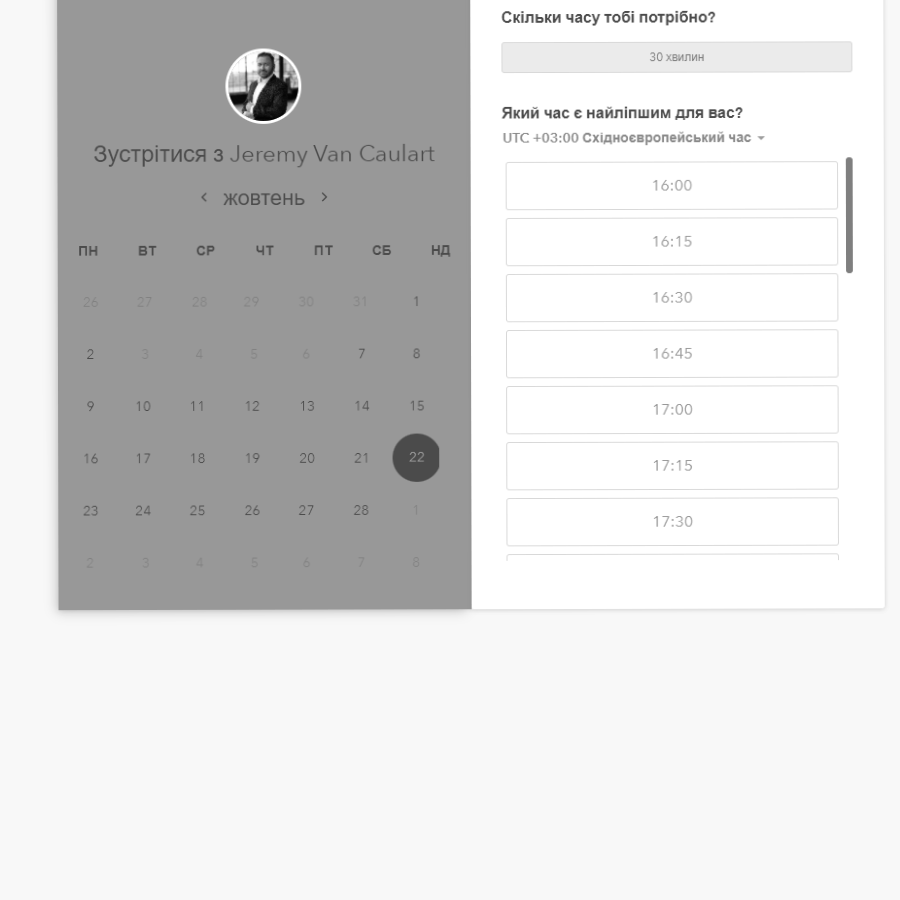 Зустрітися з Jeremy Van Caulart
жовтень
ПН ВТ СР ЧТ ПТ СБ НД
26 27 28 29 30 31 1
2 3 4 5 6 7 8
9 10 11 12 13 14 15
16 17 18 19 20 21 22
23 24 25 26 27 28 1
2 3 4 5 6 7 8
Скільки часу тобі потрібно?
30 хвилин
Який час є найліпшим для вас?
UTC +03:00 Східноєвропейський час
16:00
16:15
16:30
16:45
17:00
17:15
17:30